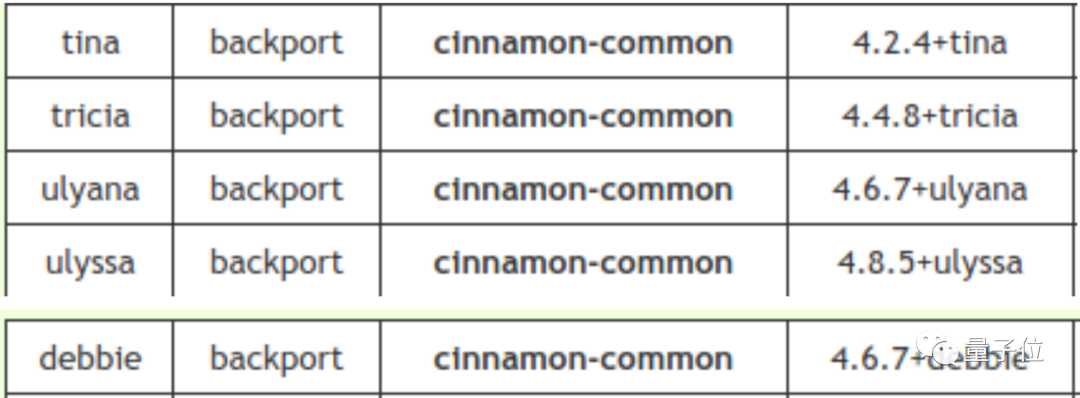 tina backport cinnamon-common 4.2.4+tina
tricia backport cinnamon-common 4.4.8+tricia
ulyana backport cinnamon-common 4.6.7+ulyana
ulyssa backport cinnamon-common 4.8.5+ulyssa
debbie backport cinnamon-common 4.6.7+debbie
量子位